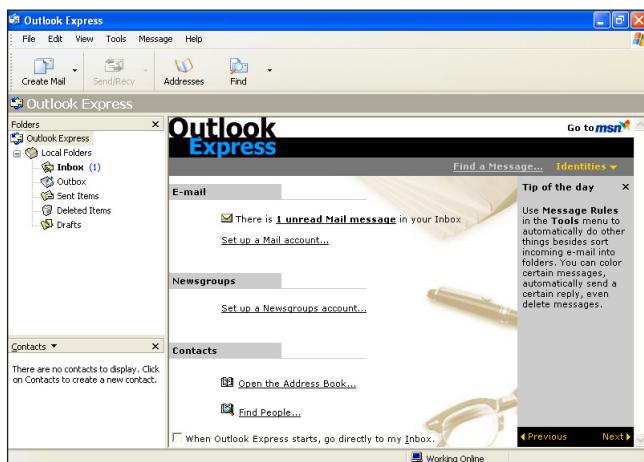 Outlook Express
File Edit View Tools Message Help
Create Mail Send/Recv Addresses Find
Outlook Express
Folders
Outlook Express
Local Folders
Inbox (1)
Outbox
Sent Items
Deleted Items
Drafts
Contacts
There are no contacts to display. Click
on Contacts to create a new contact.
Outlook
Express
Go to msn
Find a Message... Identities
E-mail
There is 1 unread Mail message in your Inbox
Set up a Mail account...
Newsgroups
Set up a Newsgroups account...
Contacts
Open the Address Book...
Find People...
When Outlook Express starts, go directly to my Inbox.
Tip of the day
Use Message Rules
in the Tools menu to
automatically do other
things besides sort
incoming e-mail into
folders. You can color
certain messages,
automatically send a
certain reply, even
delete messages.
Previous Next
Working Online